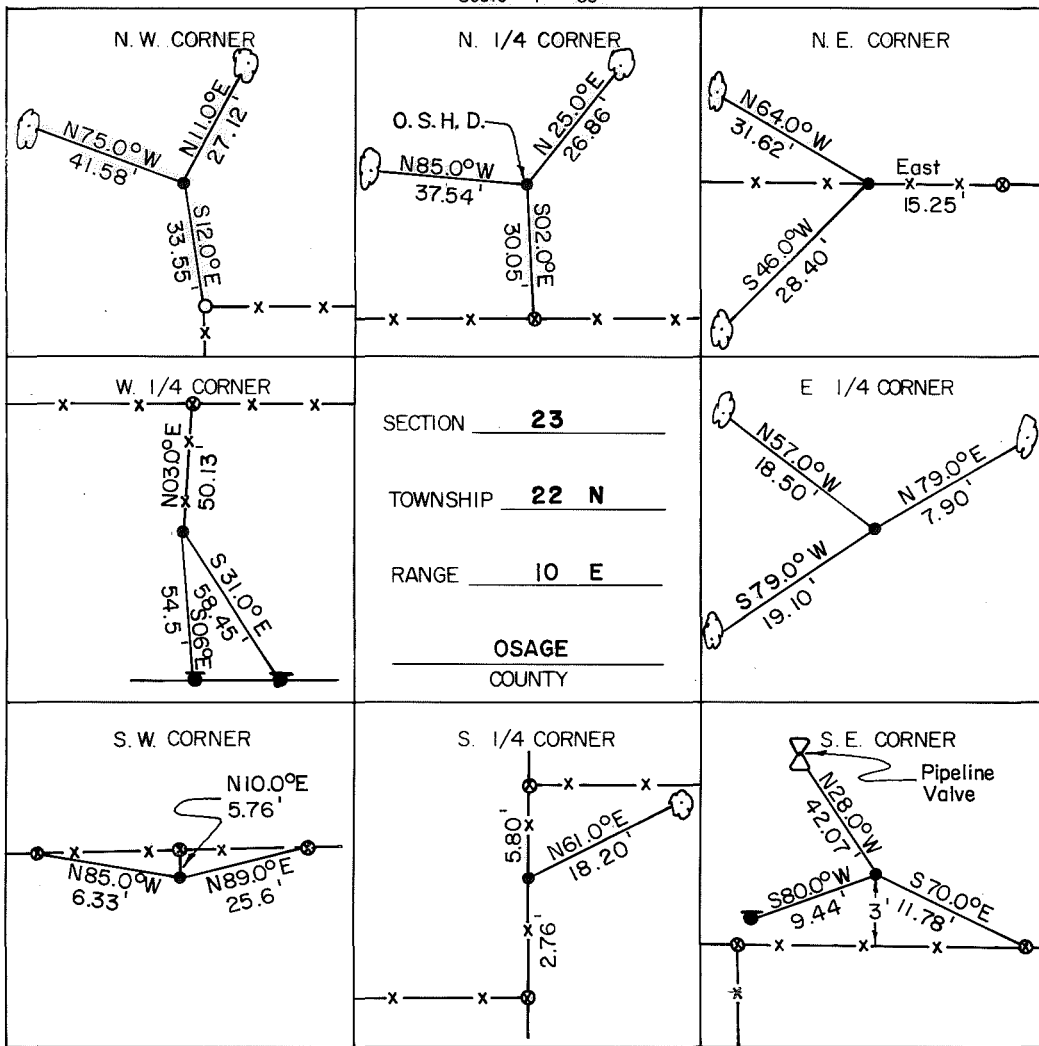 N. W. CORNER
N11.0°E
27.12'
N75.0°W
41.58'
S12.0°E
33.55'
N. 1/4 CORNER
O. S. H. D.
N 25.0°E
26.86'
N85.0°W
37.54'
S02.0°E
30.05'
N. E. CORNER
N64.0°W
31.62'
East
15.25'
S46.0°W
28.40'
W. 1/4 CORNER
N03.0°E
50.13'
S 31.0°E
58.45'
S06°E
54.5'
SECTION 23
TOWNSHIP 22 N
RANGE 10 E
OSAGE
COUNTY
E 1/4 CORNER
N57.0°W
18.50'
N 79.0°E
7.90'
S79.0°W
19.10'
S. W. CORNER
N10.0°E
5.76'
N85.0°W
6.33'
N89.0°E
25.6'
S. 1/4 CORNER
5.80'
N61.0°E
18.20'
2.76'
S. E. CORNER
Pipeline
Valve
N28.0°W
42.07'
S80.0°W
9.44'
3'
S70.0°E
11.78'